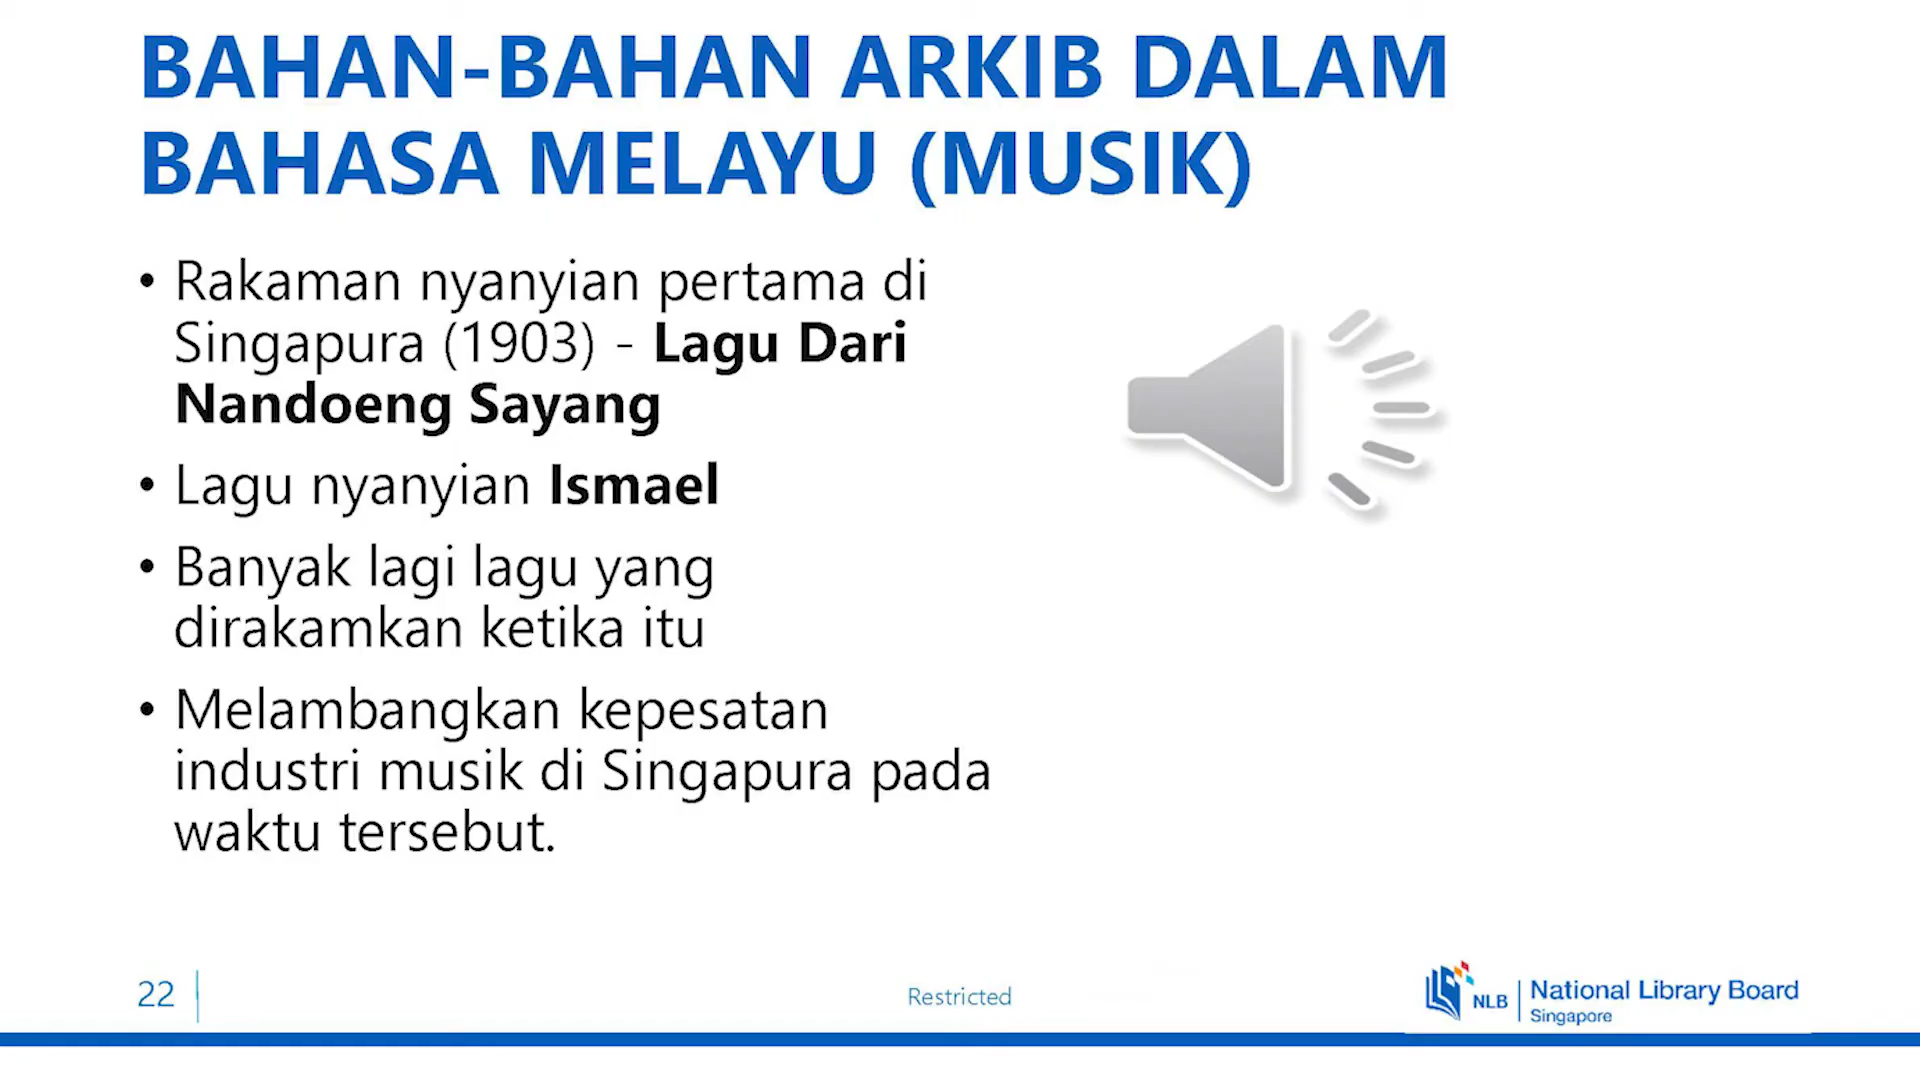 BAHAN-BAHAN ARKIB DALAM
BAHASA MELAYU (MUSIK)
• Rakaman nyanyian pertama di
Singapura (1903) - Lagu Dari
Nandoeng Sayang
• Lagu nyanyian Ismael
• Banyak lagi lagu yang
dirakamkan ketika itu
• Melambangkan kepesatan
industri musik di Singapura pada
waktu tersebut.
22
Restricted
NLB
National Library Board
Singapore